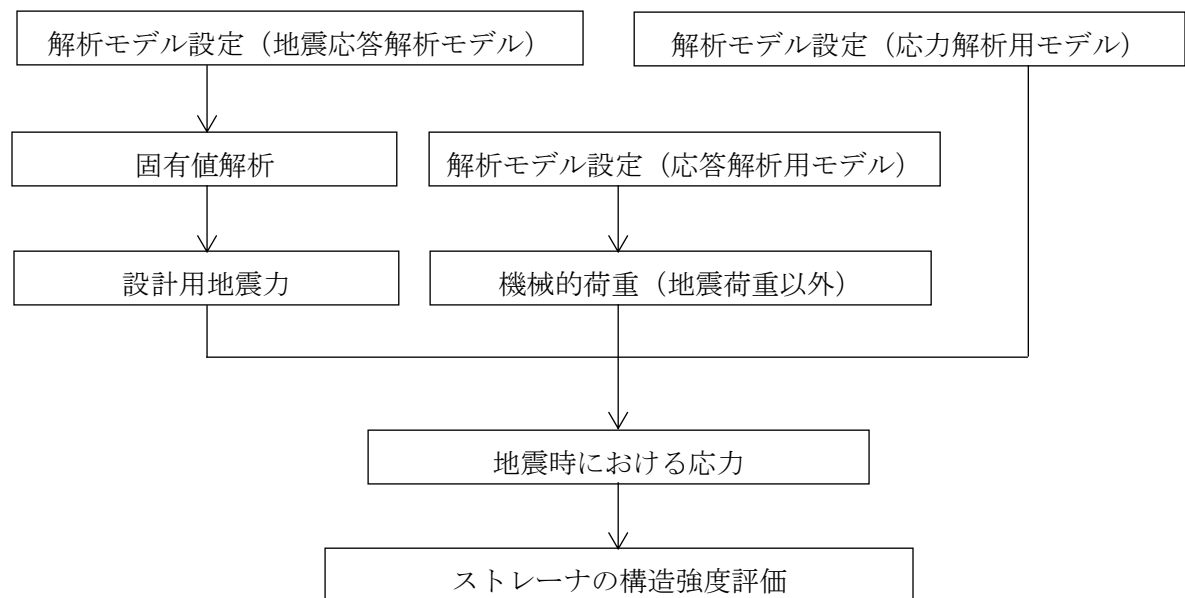 解析モデル設定（地震応答解析モデル）
解析モデル設定（応力解析用モデル）
固有値解析
解析モデル設定（応答解析用モデル）
設計用地震力
機械的荷重（地震荷重以外）
地震時における応力
ストレーナの構造強度評価